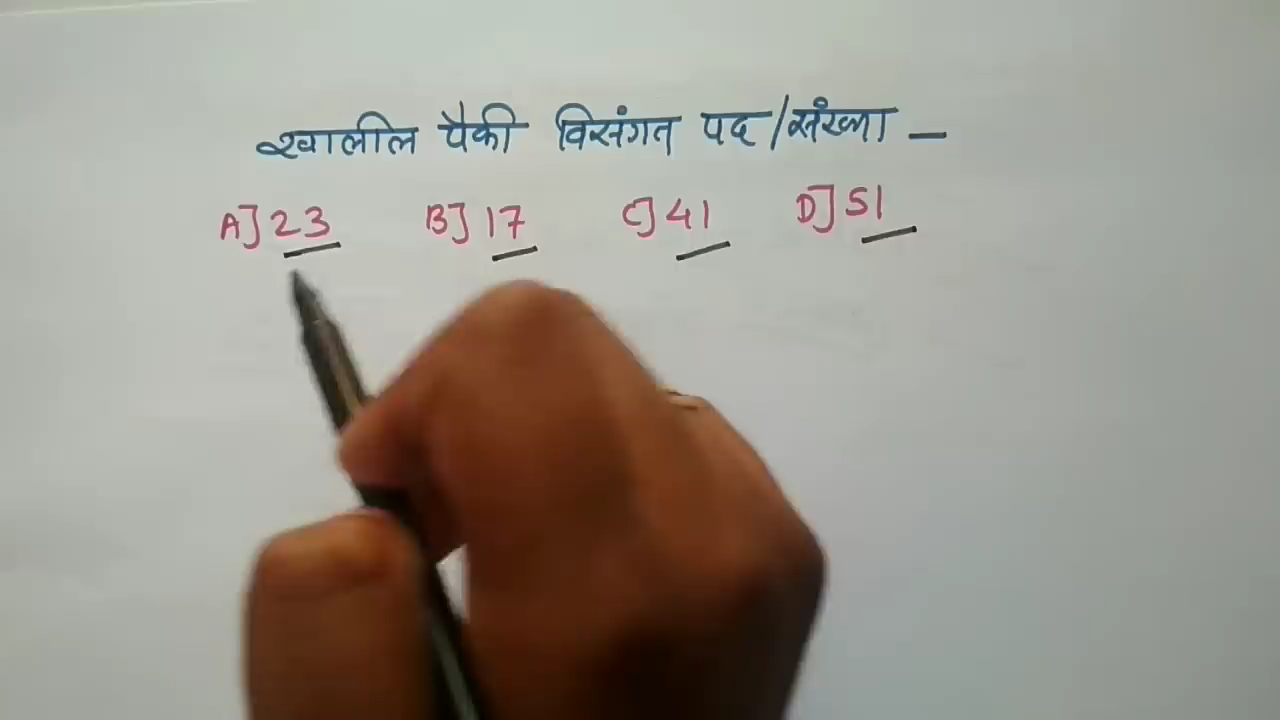 खालील पैकी विसंगत पद/संख्या –
A] 23 B] 17 C] 41 D] 51